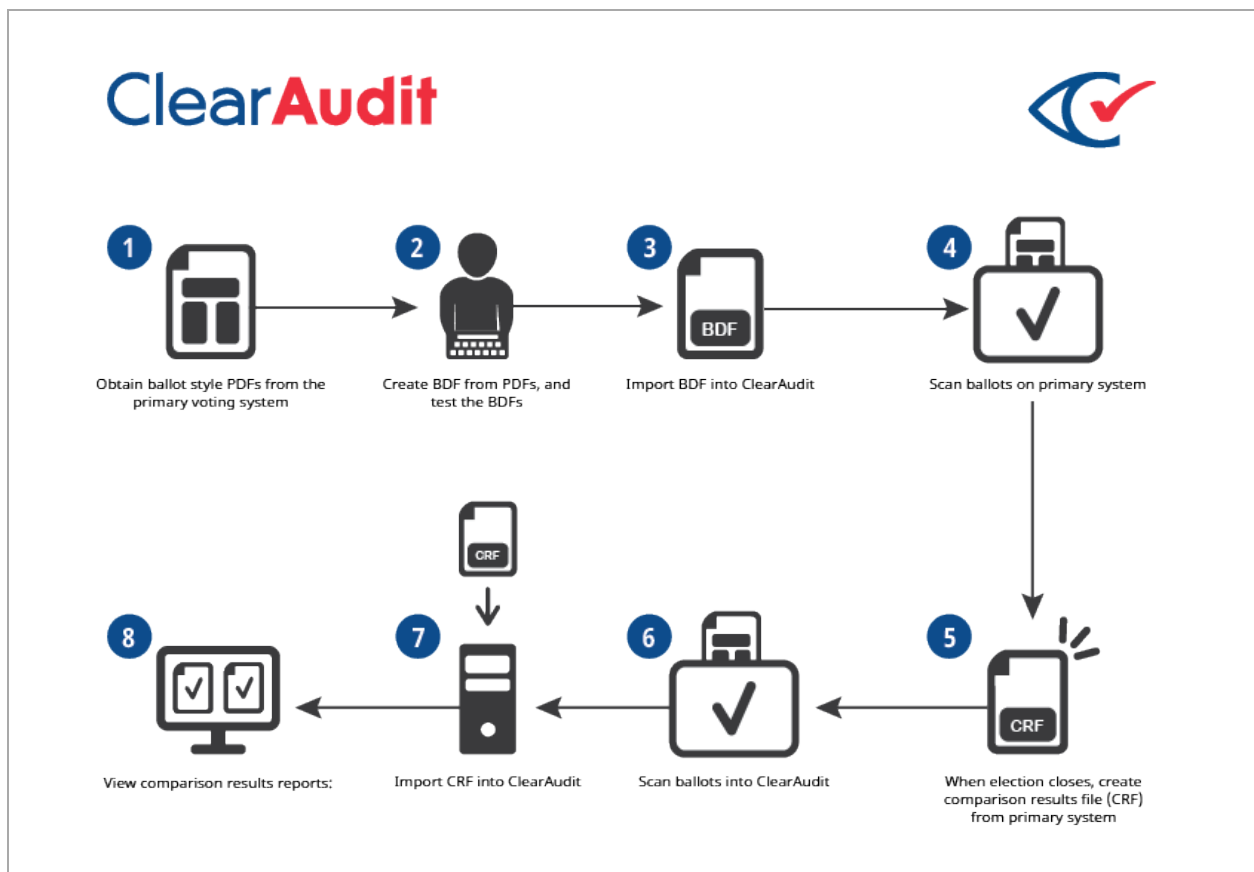 ClearAudit
1
Obtain ballot style PDFs from the
primary voting system
2
Create BDF from PDFs, and
test the BDFs
3
BDF
Import BDF into ClearAudit
4
Scan ballots on primary system
5
CRF
When election closes, create
comparison results file (CRF)
from primary system
6
Scan ballots into ClearAudit
7
CRF
Import CRF into ClearAudit
8
View comparison results reports: